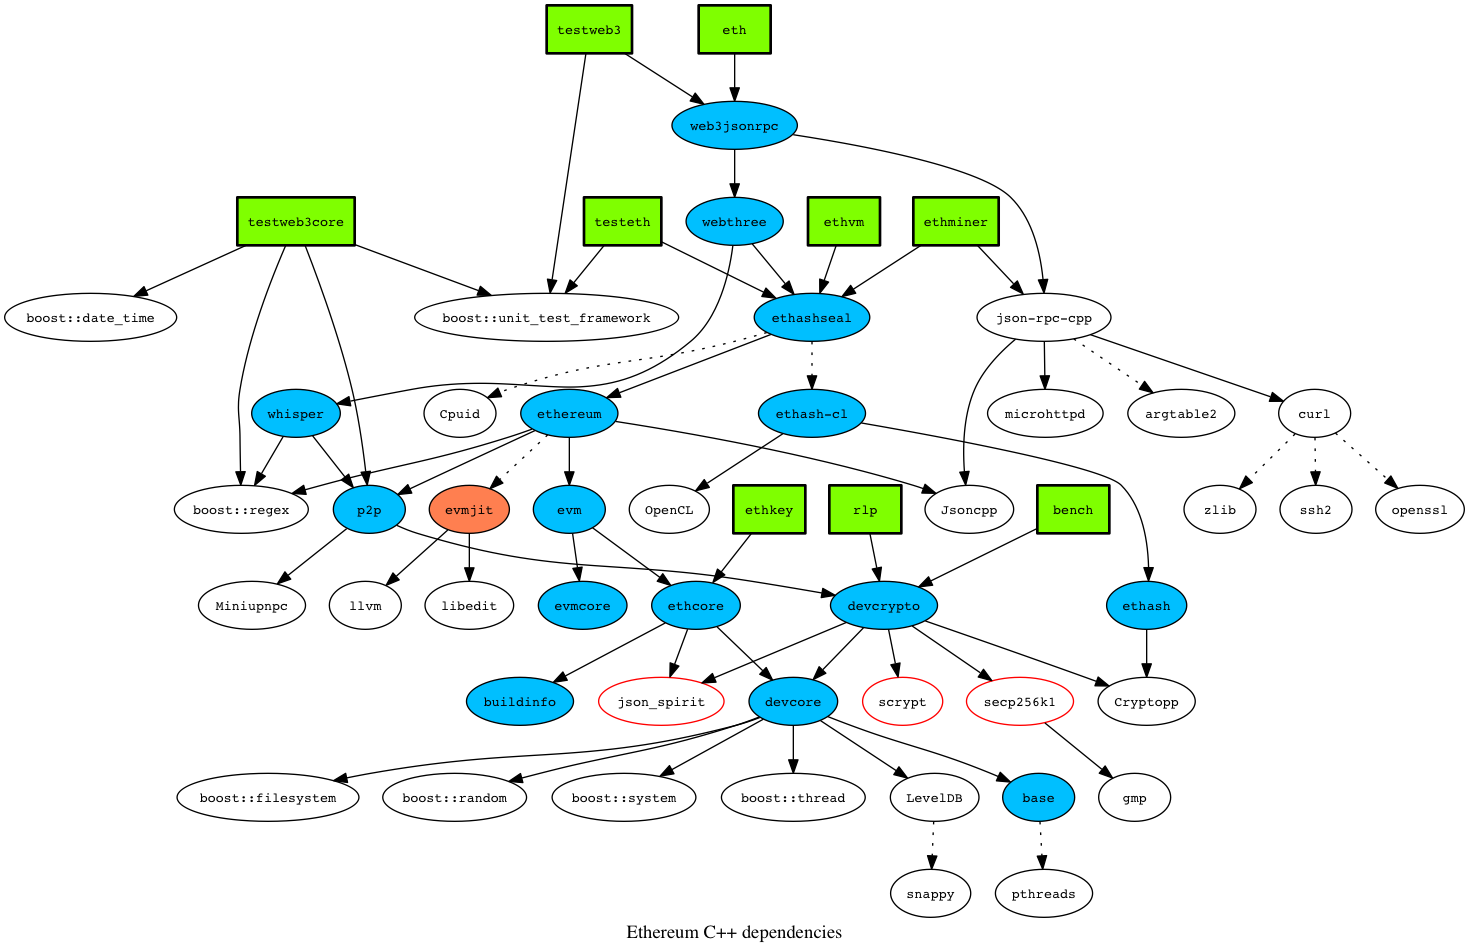 testweb3
eth
web3jsonrpc
testweb3core
testeth
webthree
ethvm
ethminer
boost::date_time
boost::unit_test_framework
ethashseal
json-rpc-cpp
whisper
Cpuid
ethereum
ethash-cl
microhttpd
argtable2
curl
boost::regex
p2p
evmjit
evm
OpenCL
ethkey
rlp
Jsoncpp
bench
zlib
ssh2
openssl
Miniupnpc
llvm
libedit
evmcore
ethcore
devcrypto
ethash
buildinfo
json_spirit
devcore
scrypt
secp256k1
Cryptopp
boost::filesystem
boost::random
boost::system
boost::thread
LevelDB
base
gmp
snappy
pthreads
Ethereum C++ dependencies